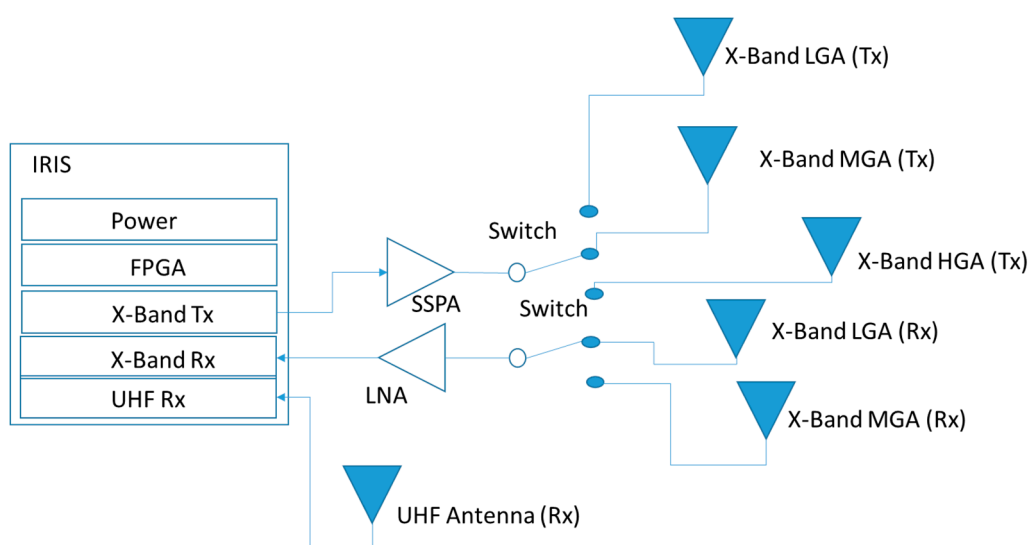 X-Band LGA (Tx)
IRIS
X-Band MGA (Tx)
Power
Switch
FPGA
X-Band HGA (Tx)
SSPA
Switch
X-Band Tx
X-Band LGA (Rx)
X-Band Rx
LNA
UHF Rx
X-Band MGA (Rx)
UHF Antenna (Rx)